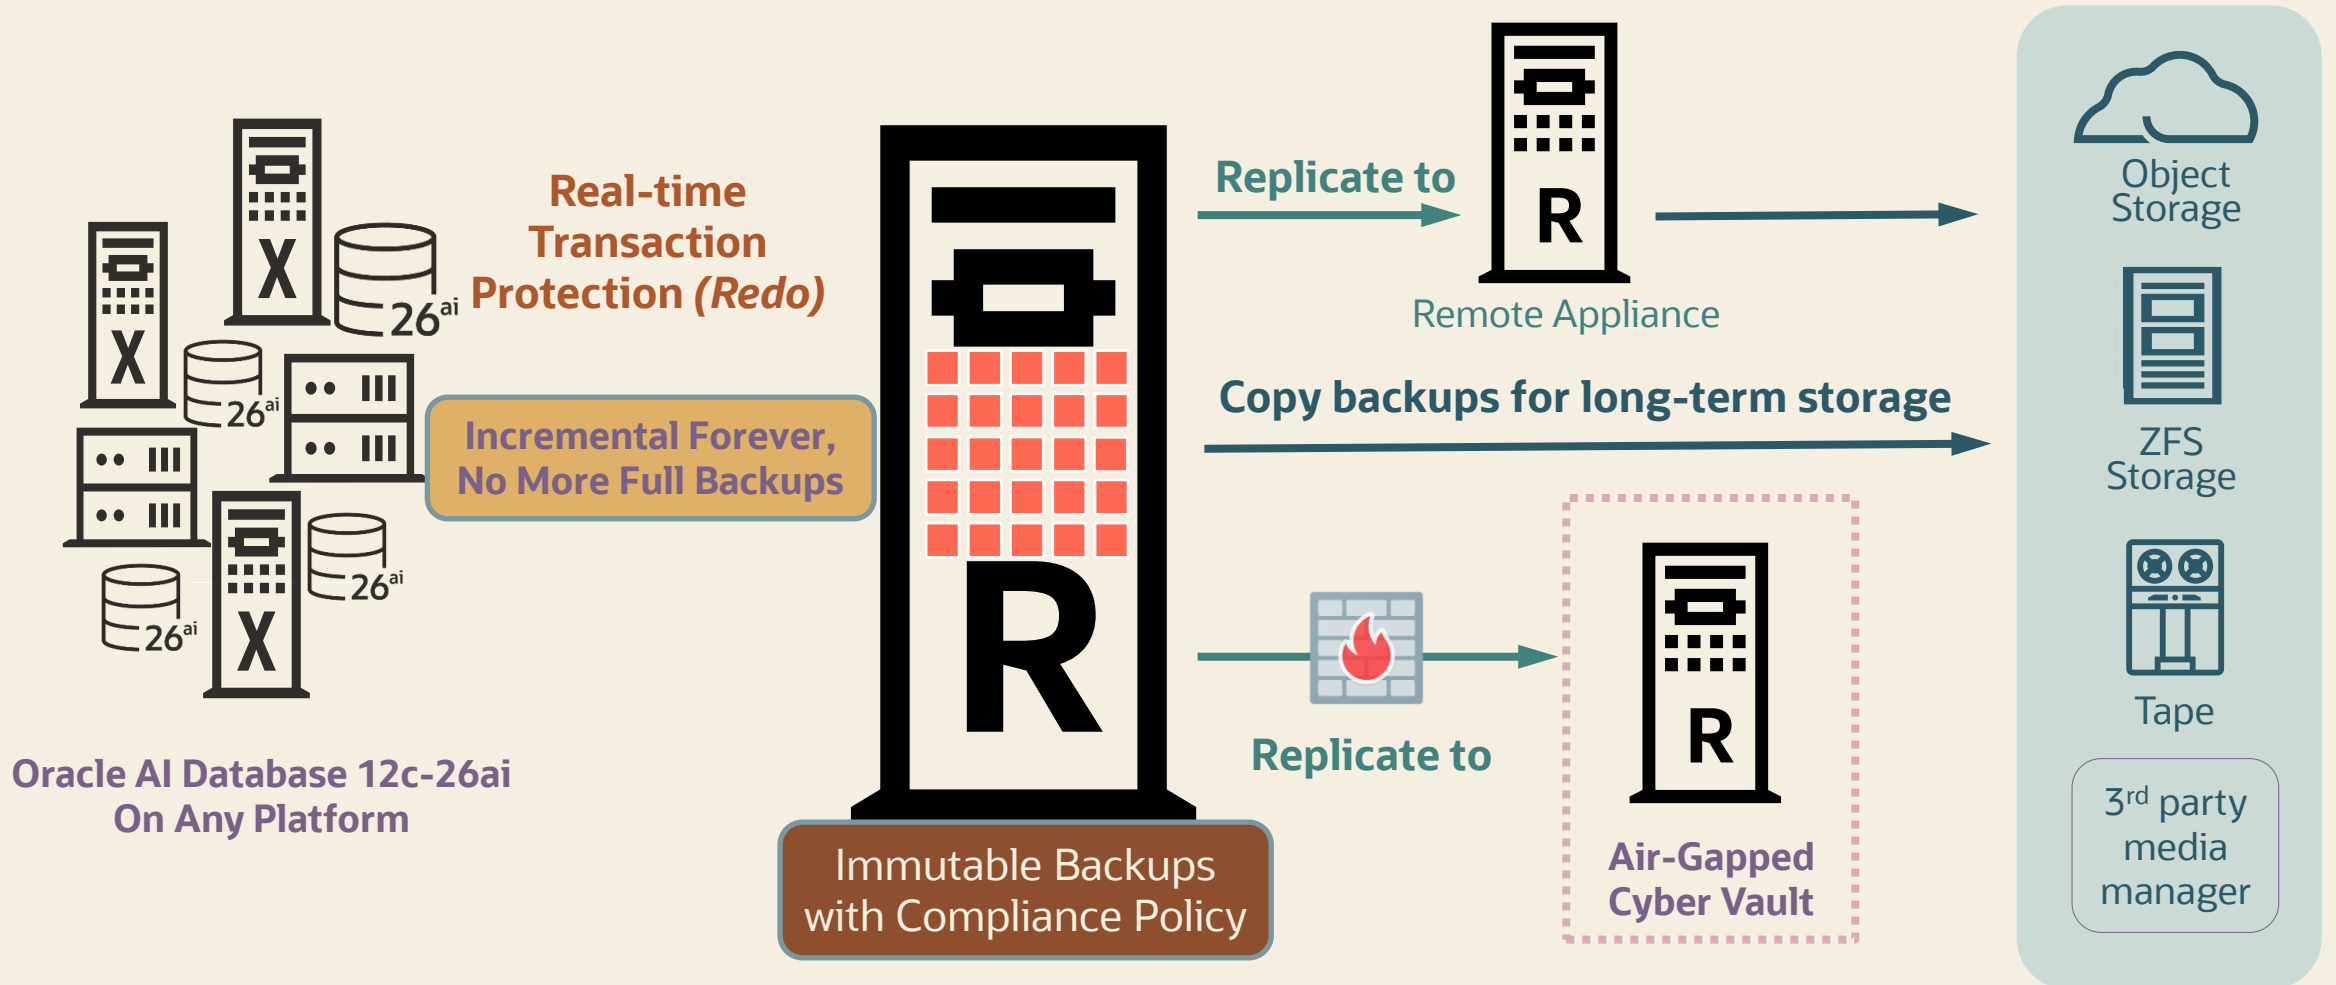 X
26ai
X
26ai
X
26ai
26ai
Oracle AI Database 12c-26ai
On Any Platform
Real-time
Transaction
Protection (Redo)
Incremental Forever,
No More Full Backups
R
Immutable Backups
with Compliance Policy
Replicate to
R
Remote Appliance
Copy backups for long-term storage
Replicate to
R
Air-Gapped
Cyber Vault
Object
Storage
ZFS
Storage
Tape
3rd party
media
manager